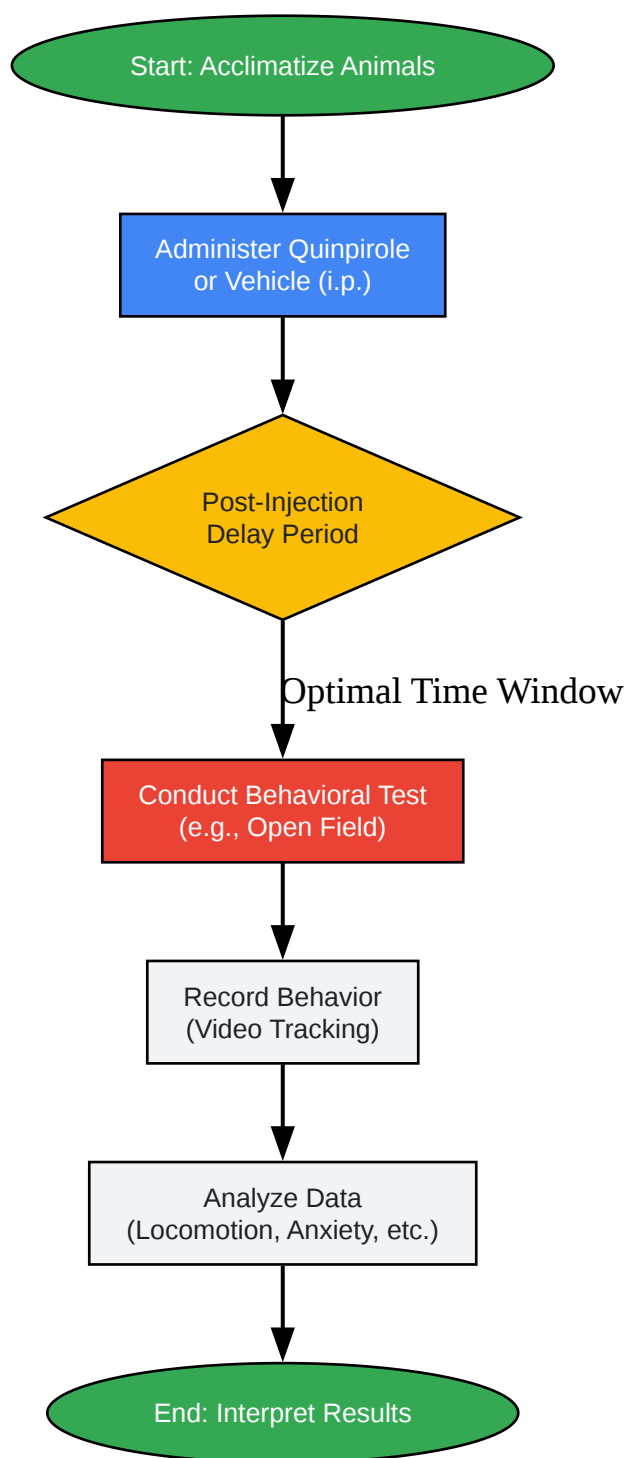 Start: Acclimatize Animals
Administer Quinpirole
or Vehicle (i.p.)
Post-Injection
Delay Period
Optimal Time Window
Conduct Behavioral Test
(e.g., Open Field)
Record Behavior
(Video Tracking)
Analyze Data
(Locomotion, Anxiety, etc.)
End: Interpret Results